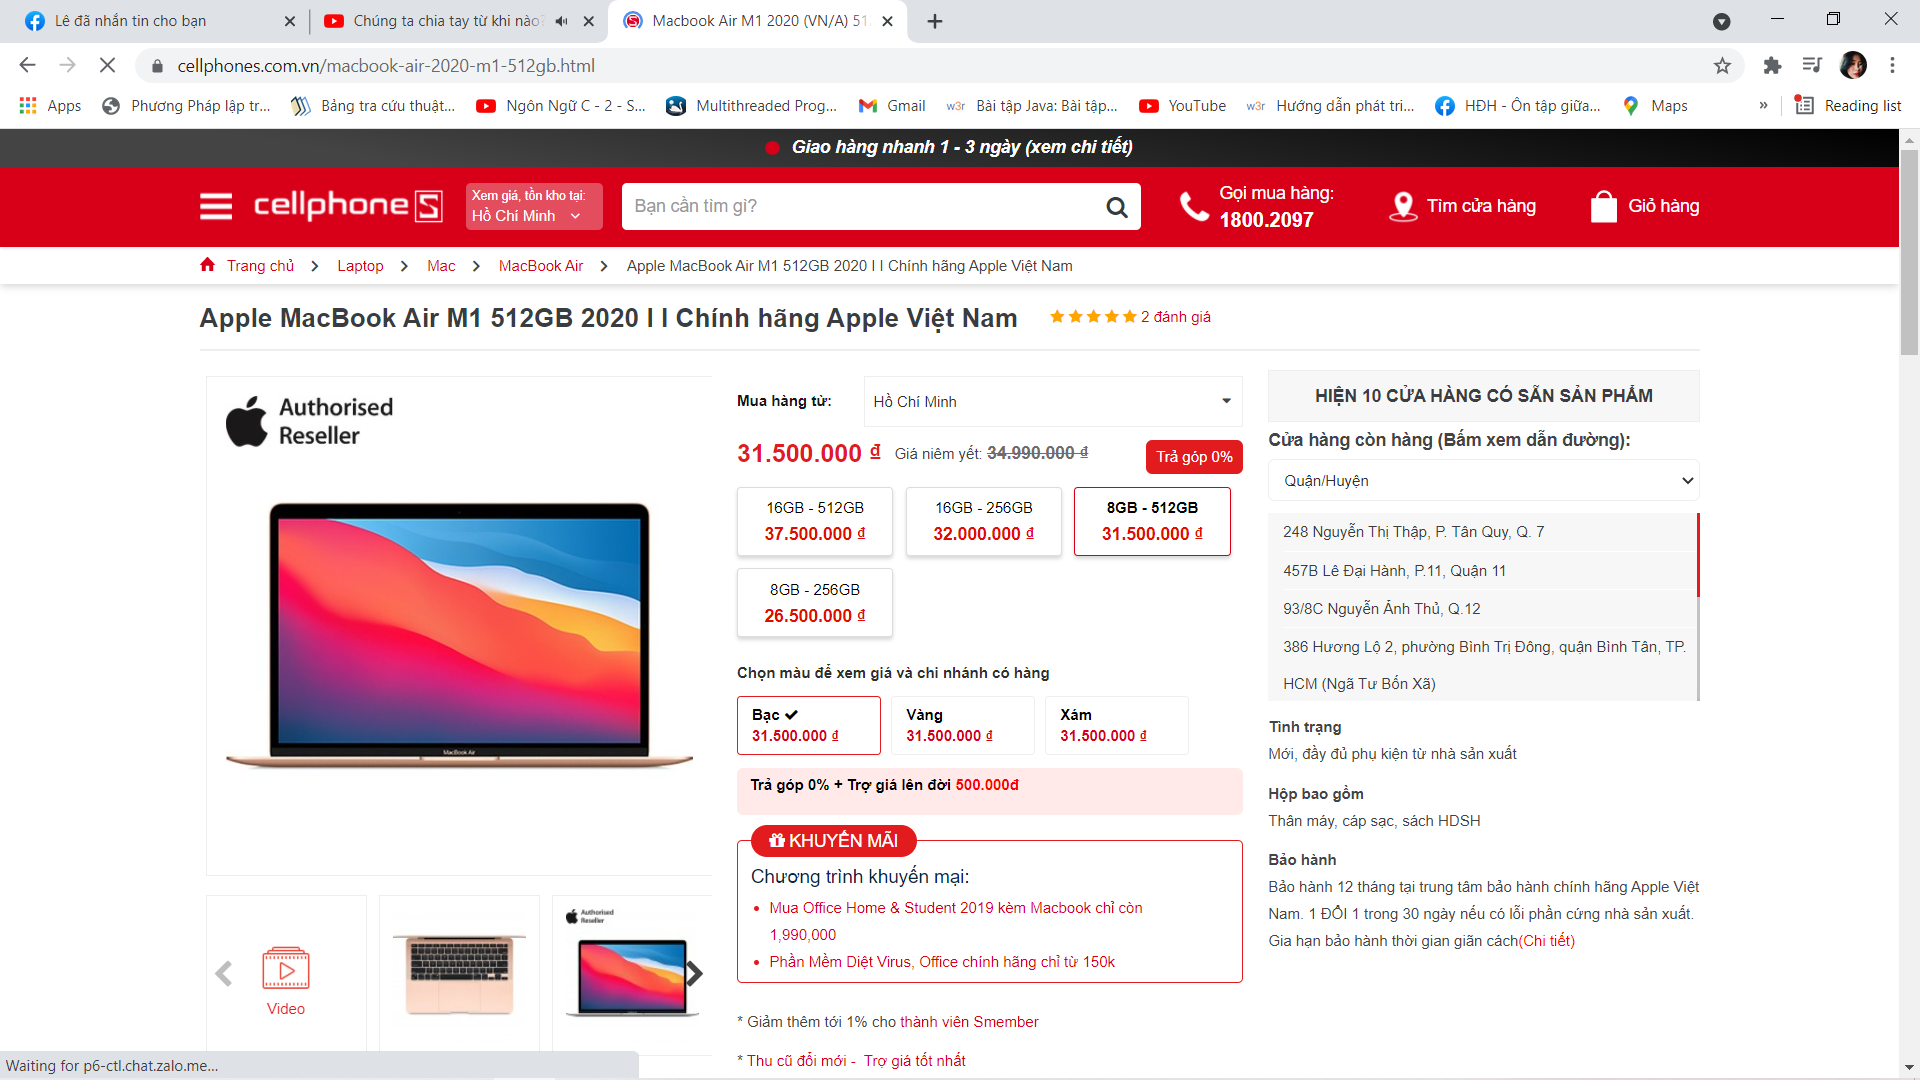 Lê đã nhắn tin cho bạn
Chúng ta chia tay từ khi nào?
Macbook Air M1 2020 (VN/A) 51
cellphones.com.vn/macbook-air-2020-m1-512gb.html
Apps
Phương Pháp lập tr...
Bảng tra cứu thuật...
Ngôn Ngữ C - 2 - S...
Multithreaded Prog...
Gmail
Bài tập Java: Bài tập...
YouTube
Hướng dẫn phát tri...
HĐH - Ôn tập giữa...
Maps
»
Reading list
Giao hàng nhanh 1 - 3 ngày (xem chi tiết)
cellphoneS
Xem giá, tồn kho tại:
Hồ Chí Minh
Bạn cần tìm gì?
Gọi mua hàng:
1800.2097
Tìm cửa hàng
Giỏ hàng
Trang chủ
Laptop
Mac
MacBook Air
Apple MacBook Air M1 512GB 2020 I I Chính hãng Apple Việt Nam
Apple MacBook Air M1 512GB 2020 I I Chính hãng Apple Việt Nam
2 đánh giá
Authorised
Reseller
MacBook Air
Video
Authorised
Reseller
Mua hàng từ:
Hồ Chí Minh
31.500.000 ₫
Giá niêm yết: 34.990.000 ₫
Trả góp 0%
16GB - 512GB
37.500.000 ₫
16GB - 256GB
32.000.000 ₫
8GB - 512GB
31.500.000 ₫
8GB - 256GB
26.500.000 ₫
Chọn màu để xem giá và chi nhánh có hàng
Bạc
31.500.000 ₫
Vàng
31.500.000 ₫
Xám
31.500.000 ₫
Trả góp 0% + Trợ giá lên đời 500.000đ
KHUYẾN MÃI
Chương trình khuyến mại:
Mua Office Home & Student 2019 kèm Macbook chỉ còn
1,990,000
Phần Mềm Diệt Virus, Office chính hãng chỉ từ 150k
* Giảm thêm tới 1% cho thành viên Smember
* Thu cũ đổi mới - Trợ giá tốt nhất
HIỆN 10 CỬA HÀNG CÓ SẴN SẢN PHẨM
Cửa hàng còn hàng (Bấm xem dẫn đường):
Quận/Huyện
248 Nguyễn Thị Thập, P. Tân Quy, Q. 7
457B Lê Đại Hành, P.11, Quận 11
93/8C Nguyễn Ảnh Thủ, Q.12
386 Hương Lộ 2, phường Bình Trị Đông, quận Bình Tân, TP.
HCM (Ngã Tư Bốn Xã)
Tình trạng
Mới, đầy đủ phụ kiện từ nhà sản xuất
Hộp bao gồm
Thân máy, cáp sạc, sách HDSH
Bảo hành
Bảo hành 12 tháng tại trung tâm bảo hành chính hãng Apple Việt
Nam. 1 ĐỔI 1 trong 30 ngày nếu có lỗi phần cứng nhà sản xuất.
Gia hạn bảo hành thời gian giãn cách(Chi tiết)
Waiting for p6-ctl.chat.zalo.me...